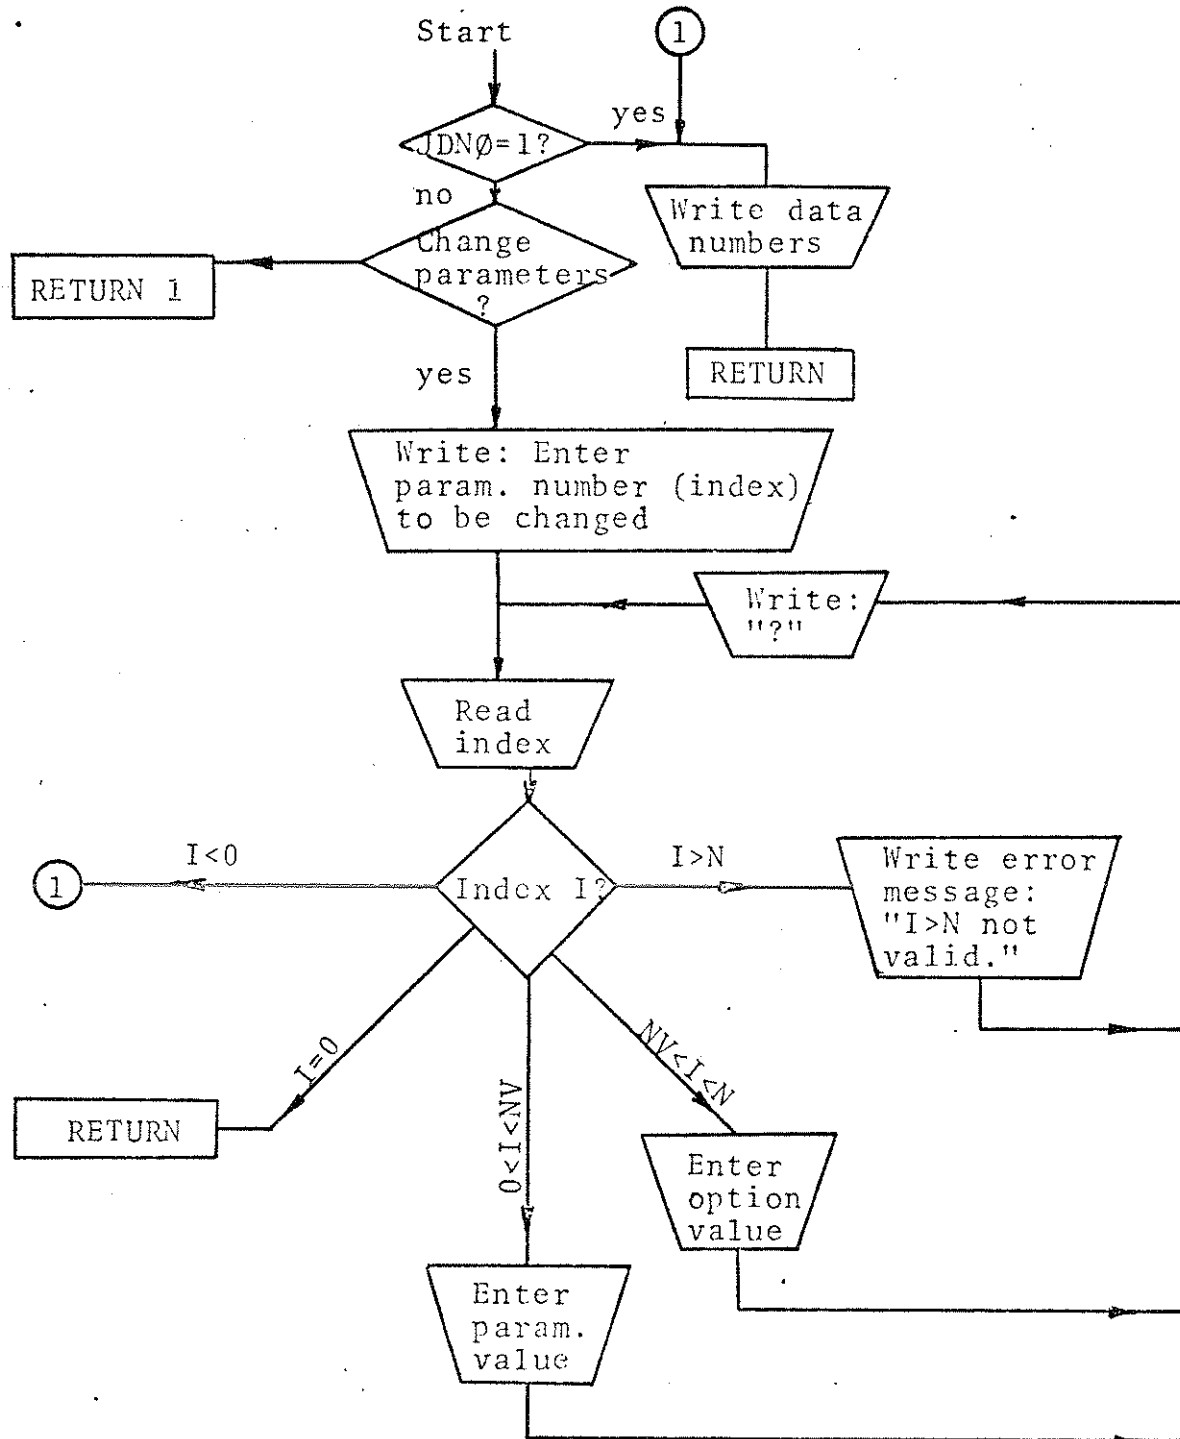 Start
1
JDNØ=1?
yes
no
Write data
numbers
Change
parameters
?
RETURN 1
RETURN
yes
Write: Enter
param. number (index)
to be changed
Write:
"?"
Read
index
I<0
1
Index I?
I>N
Write error
message:
"I>N not
valid."
I=0
0<I<NV
NV<I<N
RETURN
Enter
option
value
Enter
param.
value